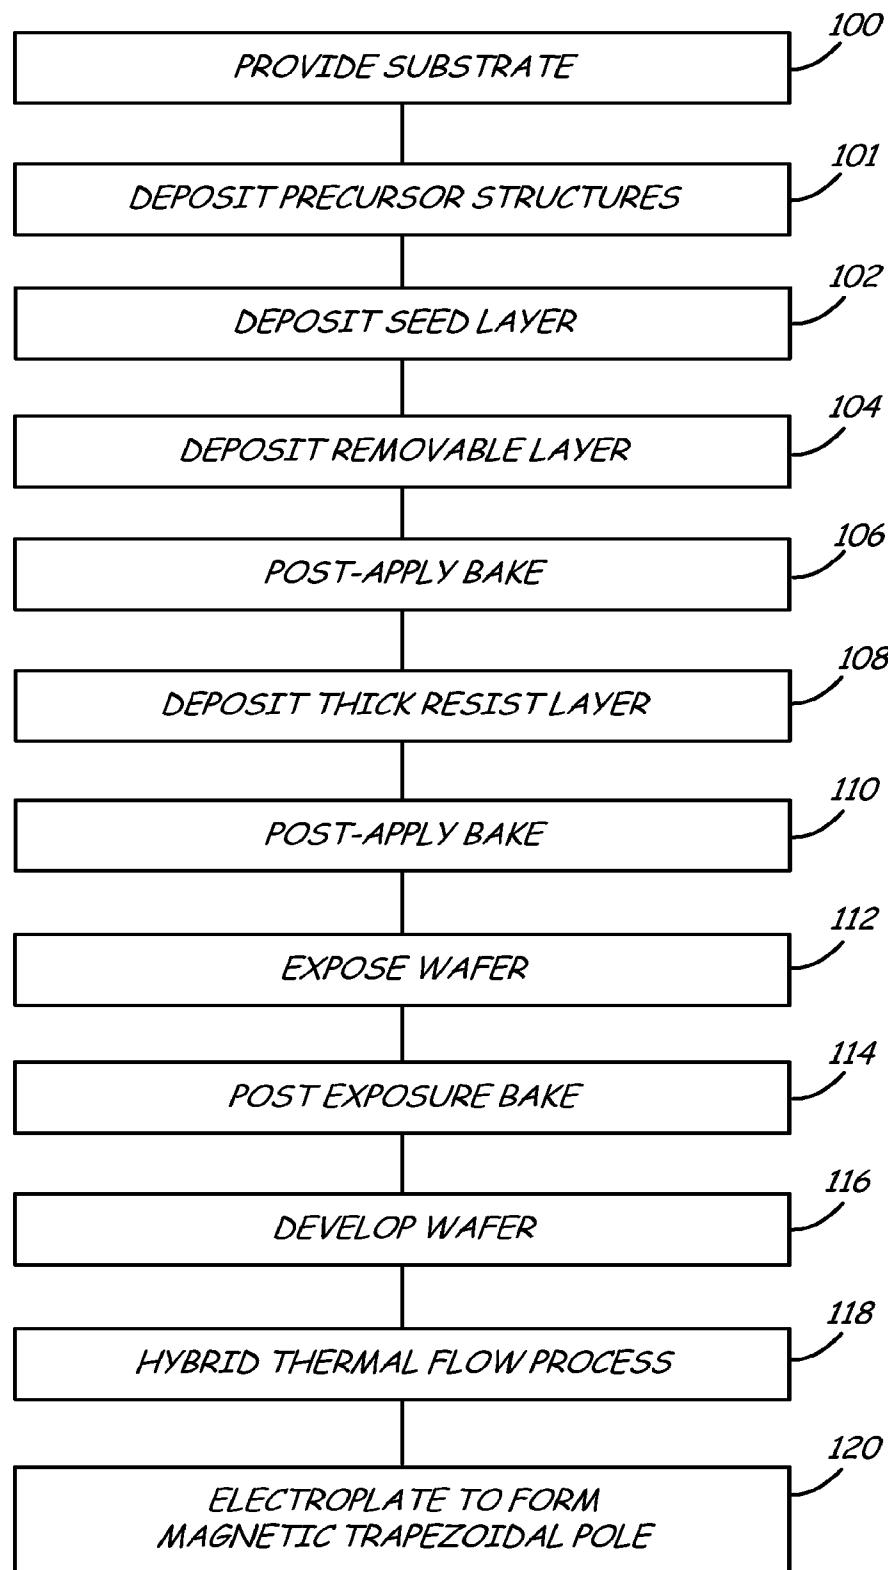 100
PROVIDE SUBSTRATE
101
DEPOSIT PRECURSOR STRUCTURES
102
DEPOSIT SEED LAYER
104
DEPOSIT REMOVABLE LAYER
106
POST-APPLY BAKE
108
DEPOSIT THICK RESIST LAYER
110
POST-APPLY BAKE
112
EXPOSE WAFER
114
POST EXPOSURE BAKE
116
DEVELOP WAFER
118
HYBRID THERMAL FLOW PROCESS
120
ELECTROPLATE TO FORM
MAGNETIC TRAPEZOIDAL POLE